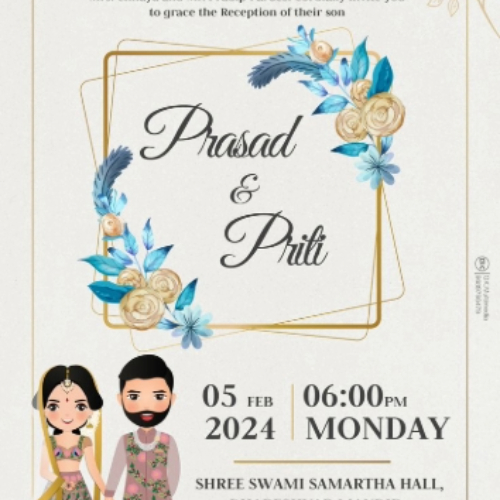 to grace the Reception of their son
Prasad
&
Priti
05 FEB
2024
06:00PM
MONDAY
SHREE SWAMI SAMARTHA HALL,